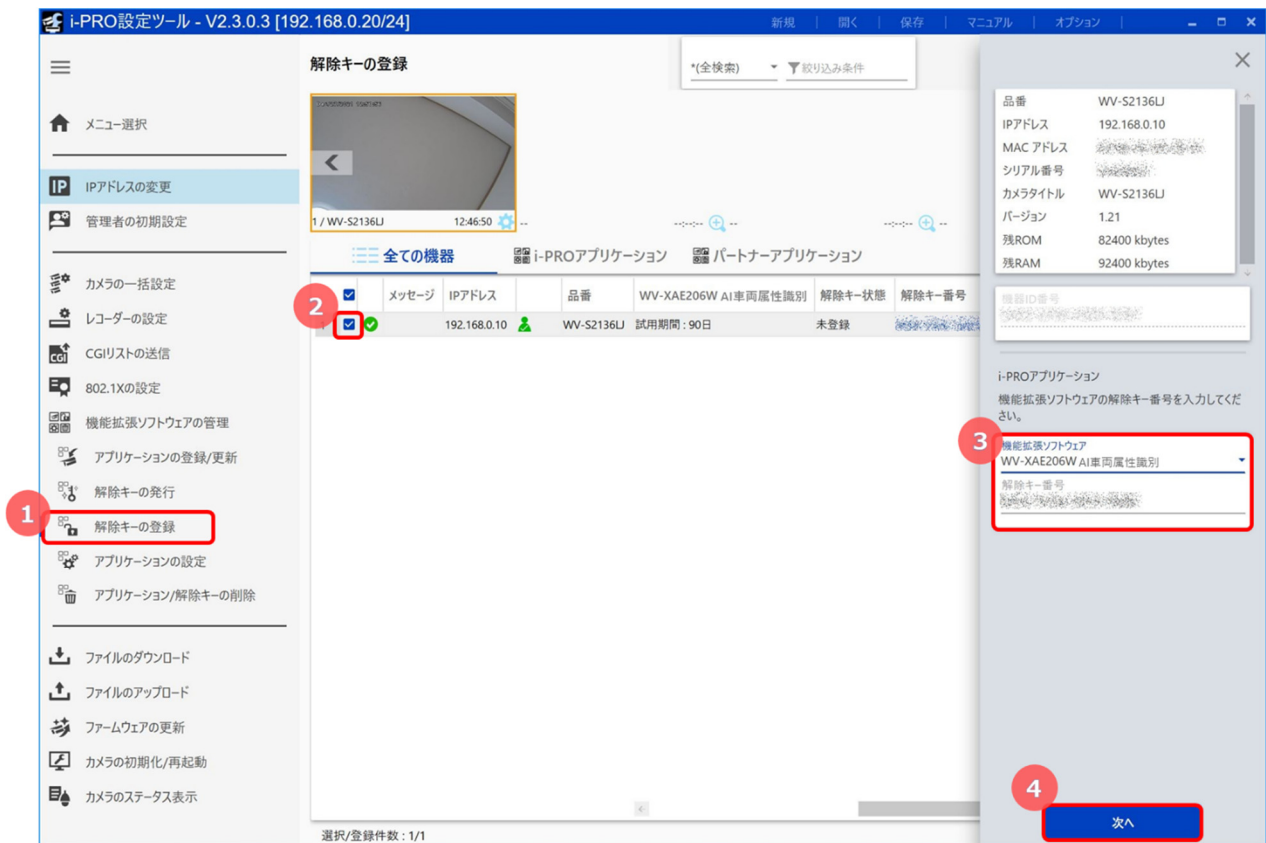 i-PRO設定ツール - V2.3.0.3 [192.168.0.20/24]
新規 | 開く | 保存 | マニュアル | オプション |
メニュー選択
IP IPアドレスの変更
管理者の初期設定
カメラの一括設定
レコーダーの設定
CGI CGIリストの送信
802.1Xの設定
機能拡張ソフトウェアの管理
アプリケーションの登録/更新
解除キーの発行
1 解除キーの登録
アプリケーションの設定
アプリケーション/解除キーの削除
ファイルのダウンロード
ファイルのアップロード
ファームウェアの更新
カメラの初期化/再起動
カメラのステータス表示
解除キーの登録
*(全検索) 絞り込み条件
1 / WV-S2136LJ 12:46:50 --
--:--:-- --
--:--:-- --
全ての機器 i-PROアプリケーション パートナーアプリケーション
2
メッセージ IPアドレス 品番 WV-XAE206W AI車両属性識別 解除キー状態 解除キー番号
1 192.168.0.10 WV-S2136LJ 試用期間 : 90日 未登録
選択/登録件数 : 1/1
品番 WV-S2136LJ
IPアドレス 192.168.0.10
MAC アドレス
シリアル番号
カメラタイトル WV-S2136LJ
バージョン 1.21
残ROM 82400 kbytes
残RAM 92400 kbytes
機器ID番号
i-PROアプリケーション
機能拡張ソフトウェアの解除キー番号を入力してくだ
さい。
3
機能拡張ソフトウェア
WV-XAE206W AI車両属性識別
解除キー番号
4
次へ